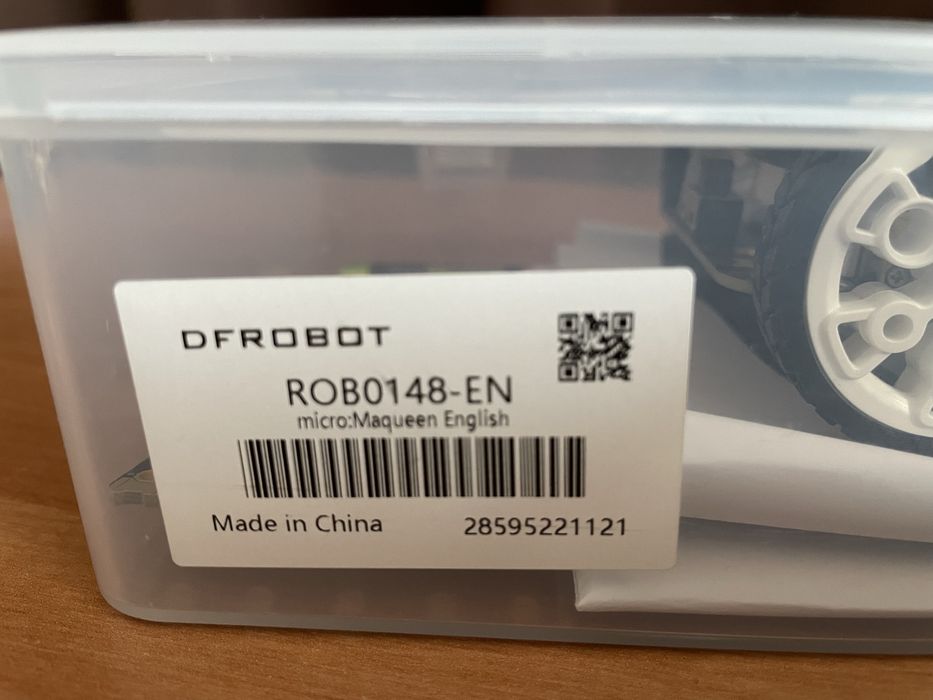 DFROBOT
ROB0148-EN
micro:Maqueen English
Made in China
28595221121